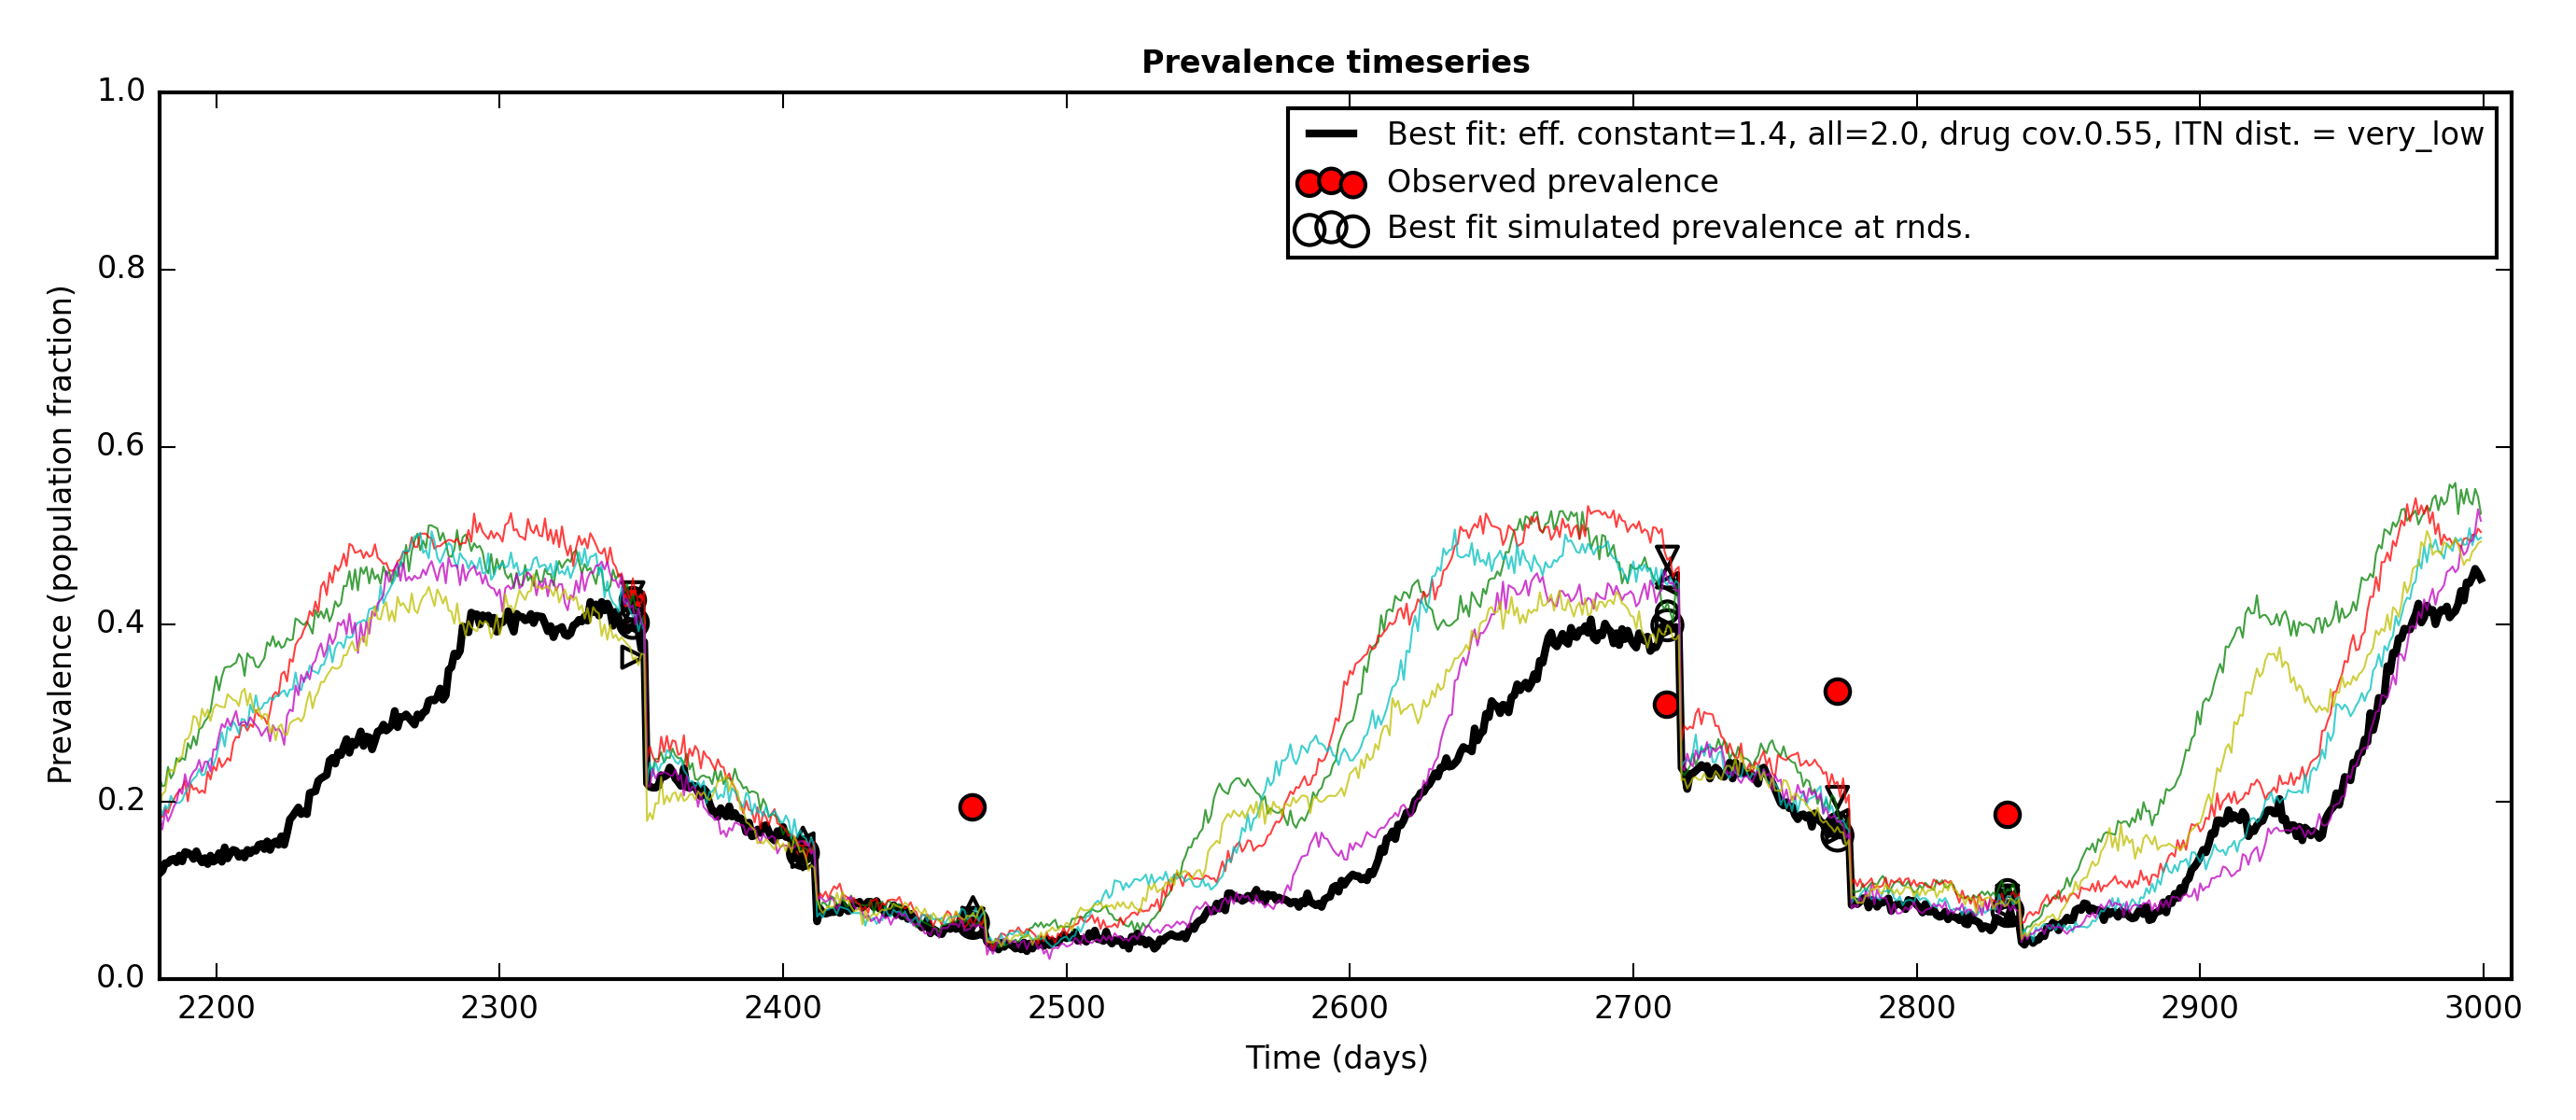 Prevalence timeseries
1.0
0.8
0.6
0.4
0.2
0.0
Prevalence (population fraction)
Best fit: eff. constant=1.4, all=2.0, drug cov.0.55, ITN dist. = very_low
Observed prevalence
Best fit simulated prevalence at rnds.
2200 2300 2400 2500 2600 2700 2800 2900 3000
Time (days)